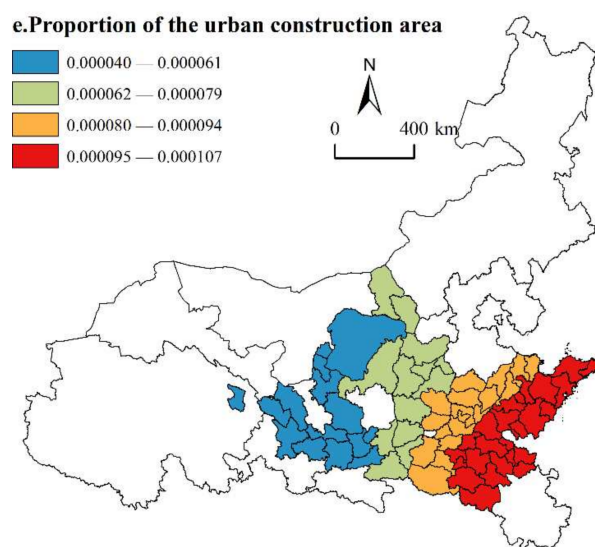 e.Proportion of the urban construction area
0.000040 — 0.000061
0.000062 — 0.000079
0.000080 — 0.000094
0.000095 — 0.000107
N
0 400 km